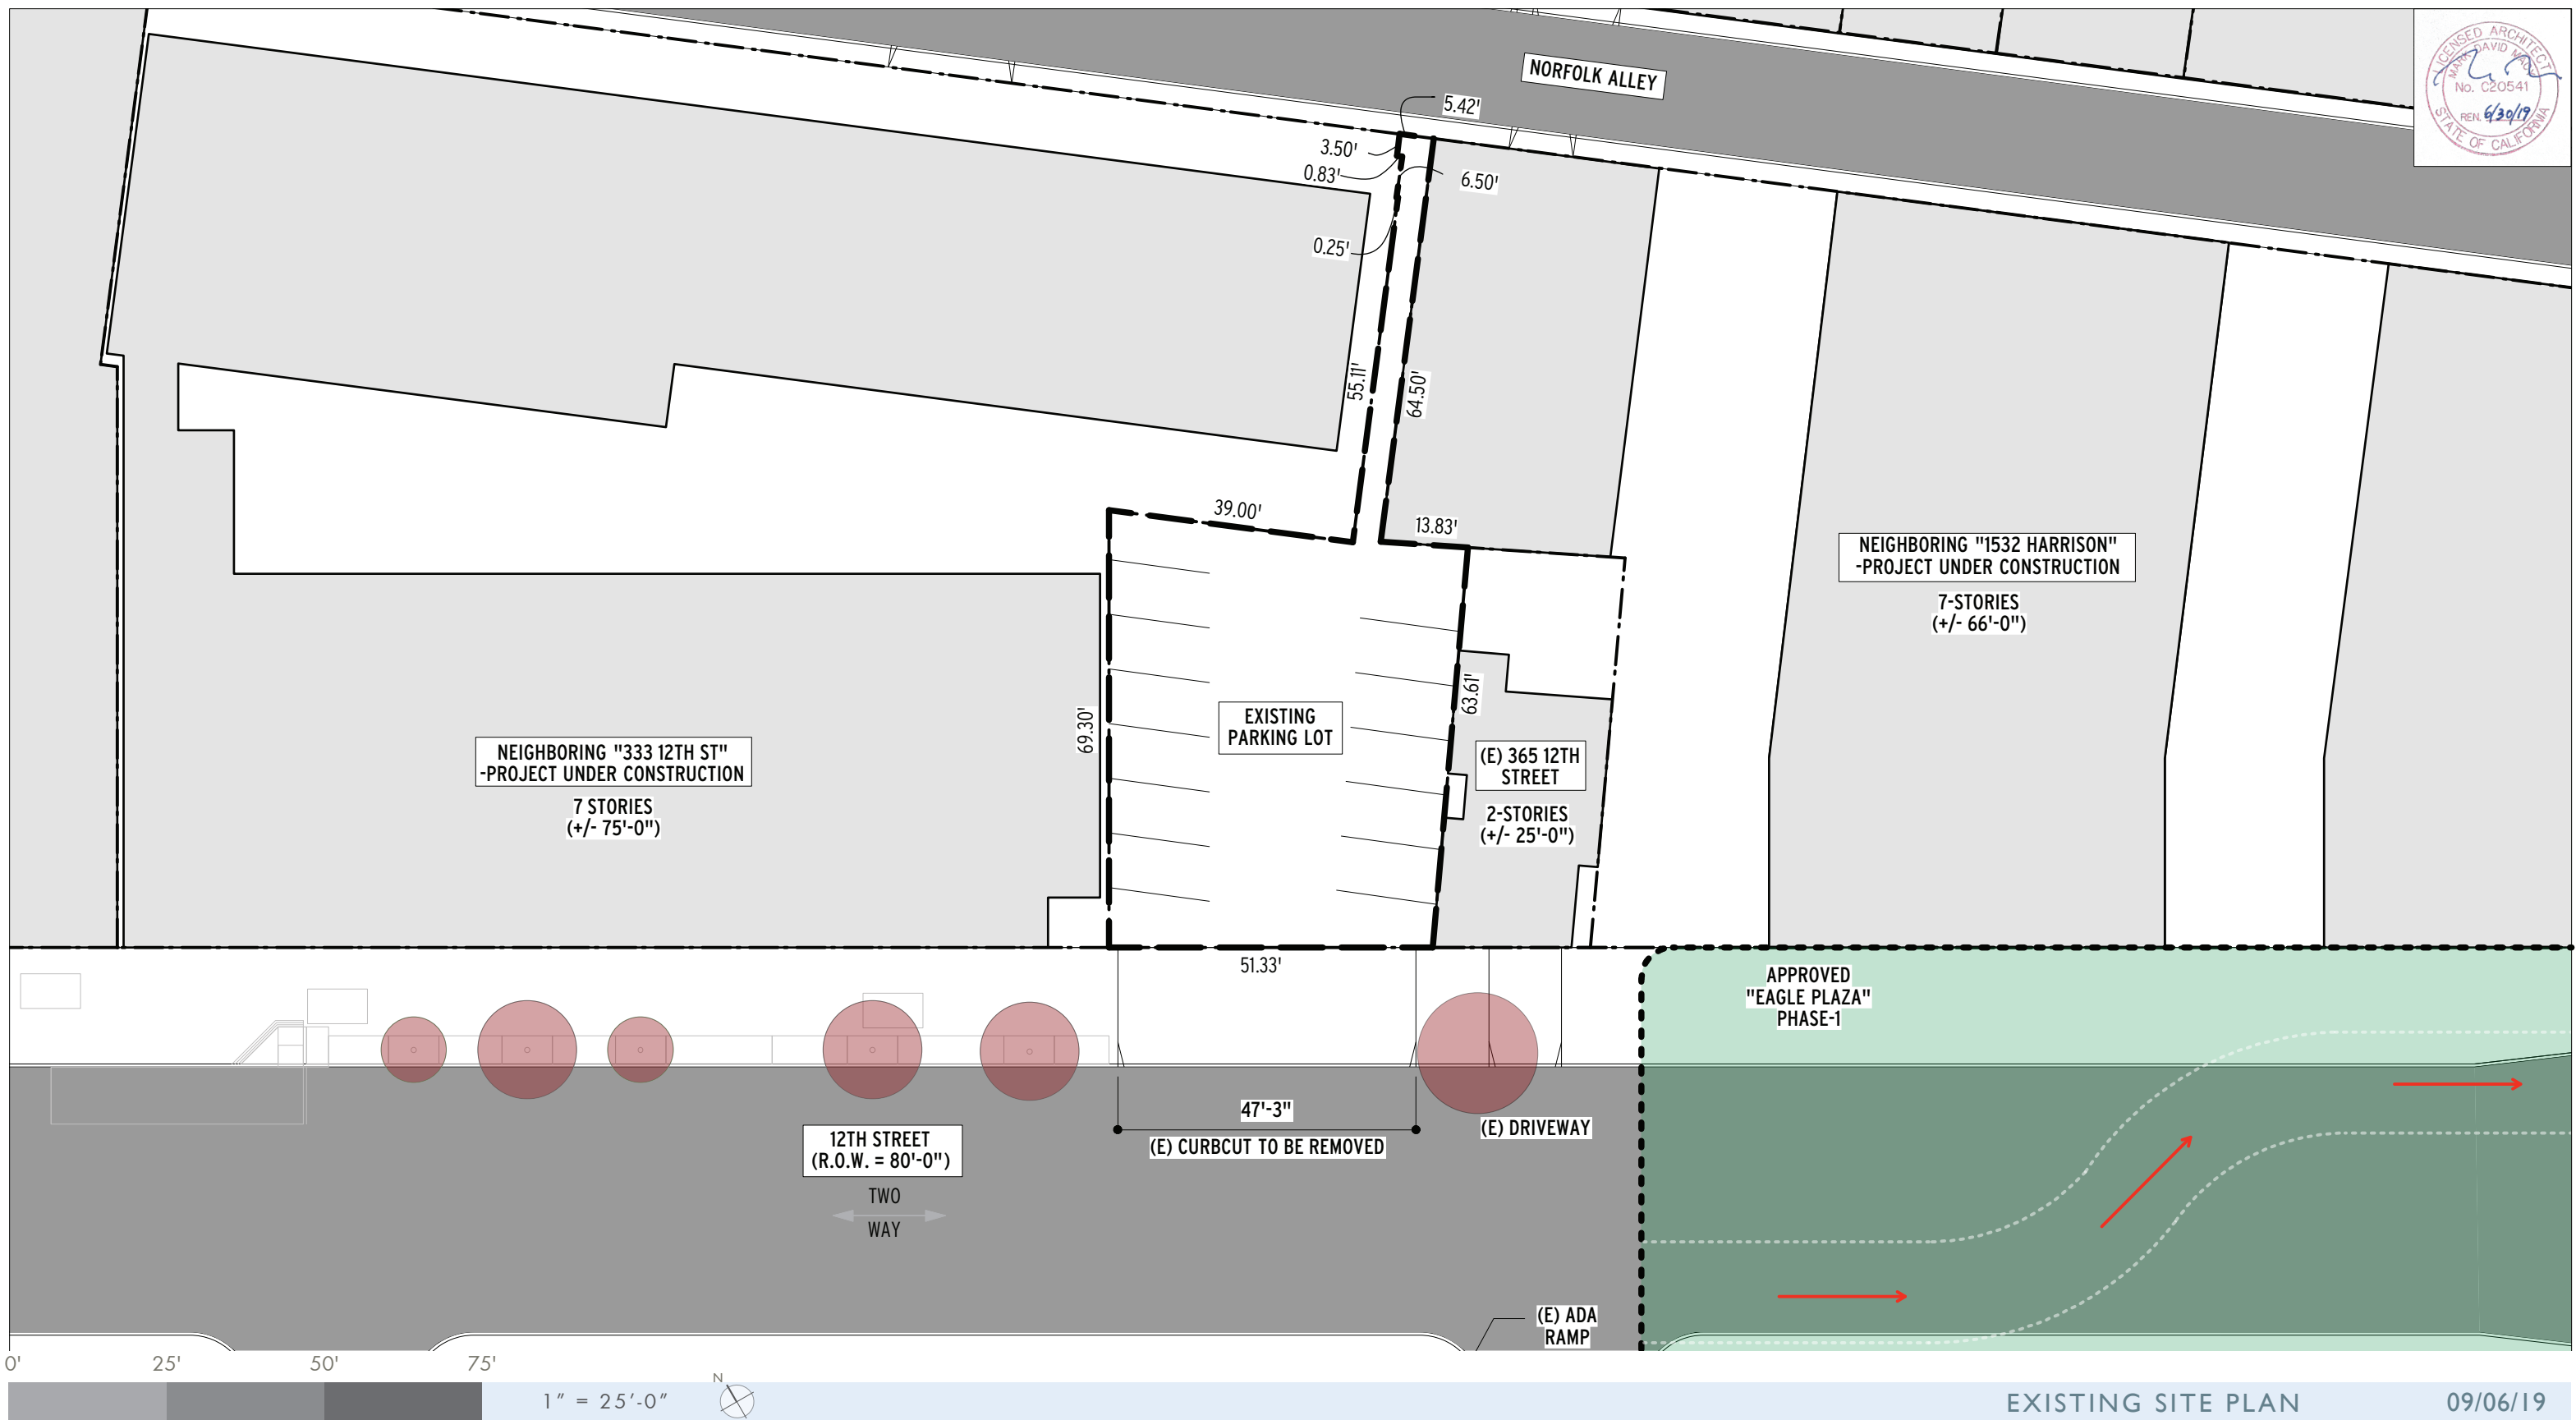 NORFOLK ALLEY
LICENSED ARCHITECT
MARK DAVID MACY
No. C20541
REN. 6/30/19
STATE OF CALIFORNIA
5.42'
3.50'
0.83'
6.50'
0.25'
55.11'
64.50'
39.00'
13.83'
NEIGHBORING "1532 HARRISON"
-PROJECT UNDER CONSTRUCTION
7-STORIES
(+/- 66'-0")
69.30'
63.61'
EXISTING
PARKING LOT
NEIGHBORING "333 12TH ST"
-PROJECT UNDER CONSTRUCTION
7 STORIES
(+/- 75'-0")
(E) 365 12TH
STREET
2-STORIES
(+/- 25'-0")
51.33'
APPROVED
"EAGLE PLAZA"
PHASE-1
47'-3"
(E) CURBCUT TO BE REMOVED
(E) DRIVEWAY
12TH STREET
(R.O.W. = 80'-0")
TWO
WAY
(E) ADA
RAMP
0' 25' 50' 75'
1" = 25'-0"
N
EXISTING SITE PLAN
09/06/19